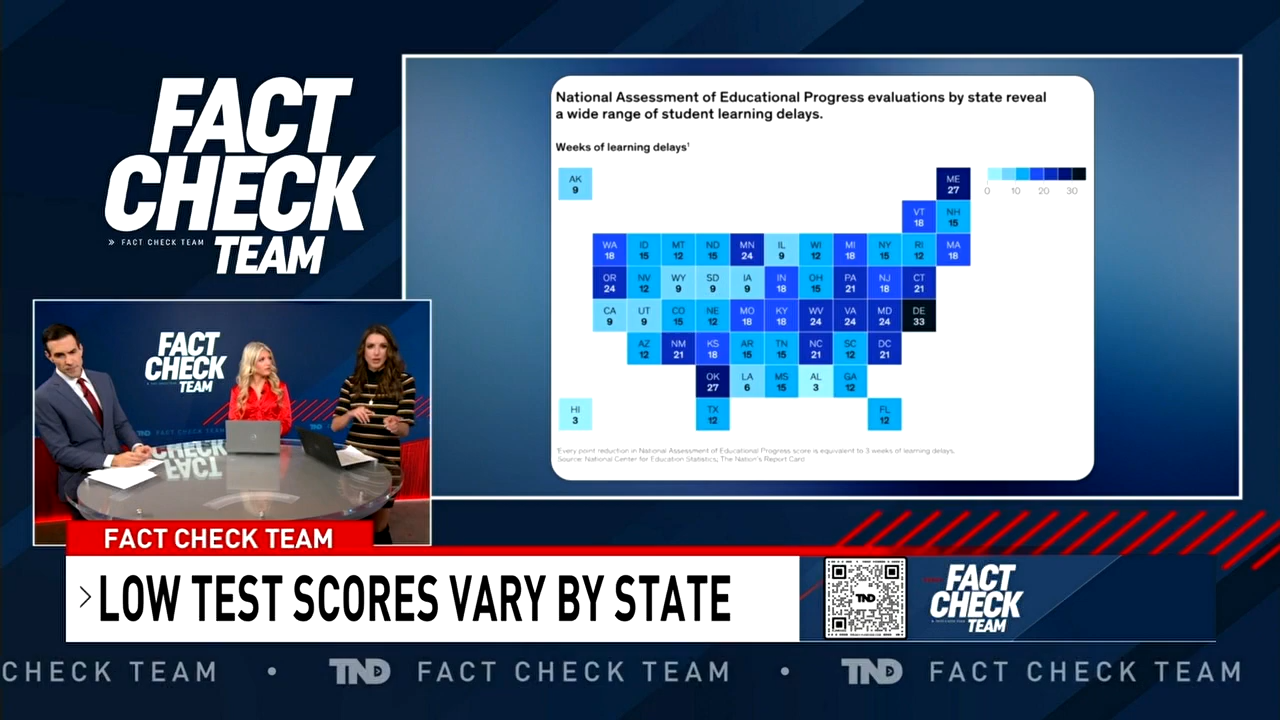 FACT
CHECK
» FACT CHECK TEAM
TEAM
National Assessment of Educational Progress evaluations by state reveal
a wide range of student learning delays.
Weeks of learning delays¹
0 10 20 30
AK
9
ME
27
VT
18
NH
15
WA
18
ID
15
MT
12
ND
15
MN
24
IL
9
WI
12
MI
18
NY
15
RI
12
MA
18
OR
24
NV
12
WY
9
SD
9
IA
9
IN
18
OH
15
PA
21
NJ
18
CT
21
CA
9
UT
9
CO
15
NE
12
MO
18
KY
18
WV
24
VA
24
MD
24
DE
33
AZ
12
NM
21
KS
18
AR
15
TN
15
NC
21
SC
12
DC
21
OK
27
LA
6
MS
15
AL
3
GA
12
HI
3
TX
12
FL
12
¹Every point reduction in National Assessment of Educational Progress score is equivalent to 3 weeks of learning delays;
Source: National Center for Education Statistics; The Nation's Report Card
FACT
CHECK
TEAM
TND FACT CHECK TEAM TND
CHECK
FACT
FACT CHECK TEAM
LOW TEST SCORES VARY BY STATE
TND
FACT
CHECK
TEAM
CHECK TEAM • TND FACT CHECK TEAM • TND FACT CHECK TEAM